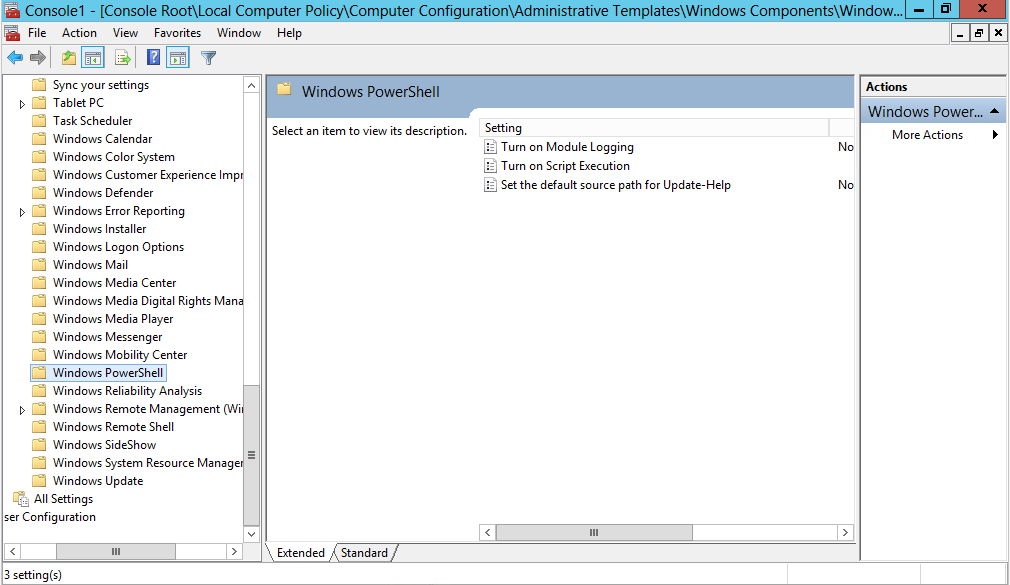 Console1 - [Console Root\Local Computer Policy\Computer Configuration\Administrative Templates\Windows Components\Window...
File Action View Favorites Window Help
Sync your settings
Tablet PC
Task Scheduler
Windows Calendar
Windows Color System
Windows Customer Experience Impr
Windows Defender
Windows Error Reporting
Windows Installer
Windows Logon Options
Windows Mail
Windows Media Center
Windows Media Digital Rights Mana
Windows Media Player
Windows Messenger
Windows Mobility Center
Windows PowerShell
Windows Reliability Analysis
Windows Remote Management (Wi
Windows Remote Shell
Windows SideShow
Windows System Resource Manager
Windows Update
All Settings
ser Configuration
Windows PowerShell
Select an item to view its description.
Setting
Turn on Module Logging No
Turn on Script Execution
Set the default source path for Update-Help No
Extended Standard
Actions
Windows Power...
More Actions
3 setting(s)